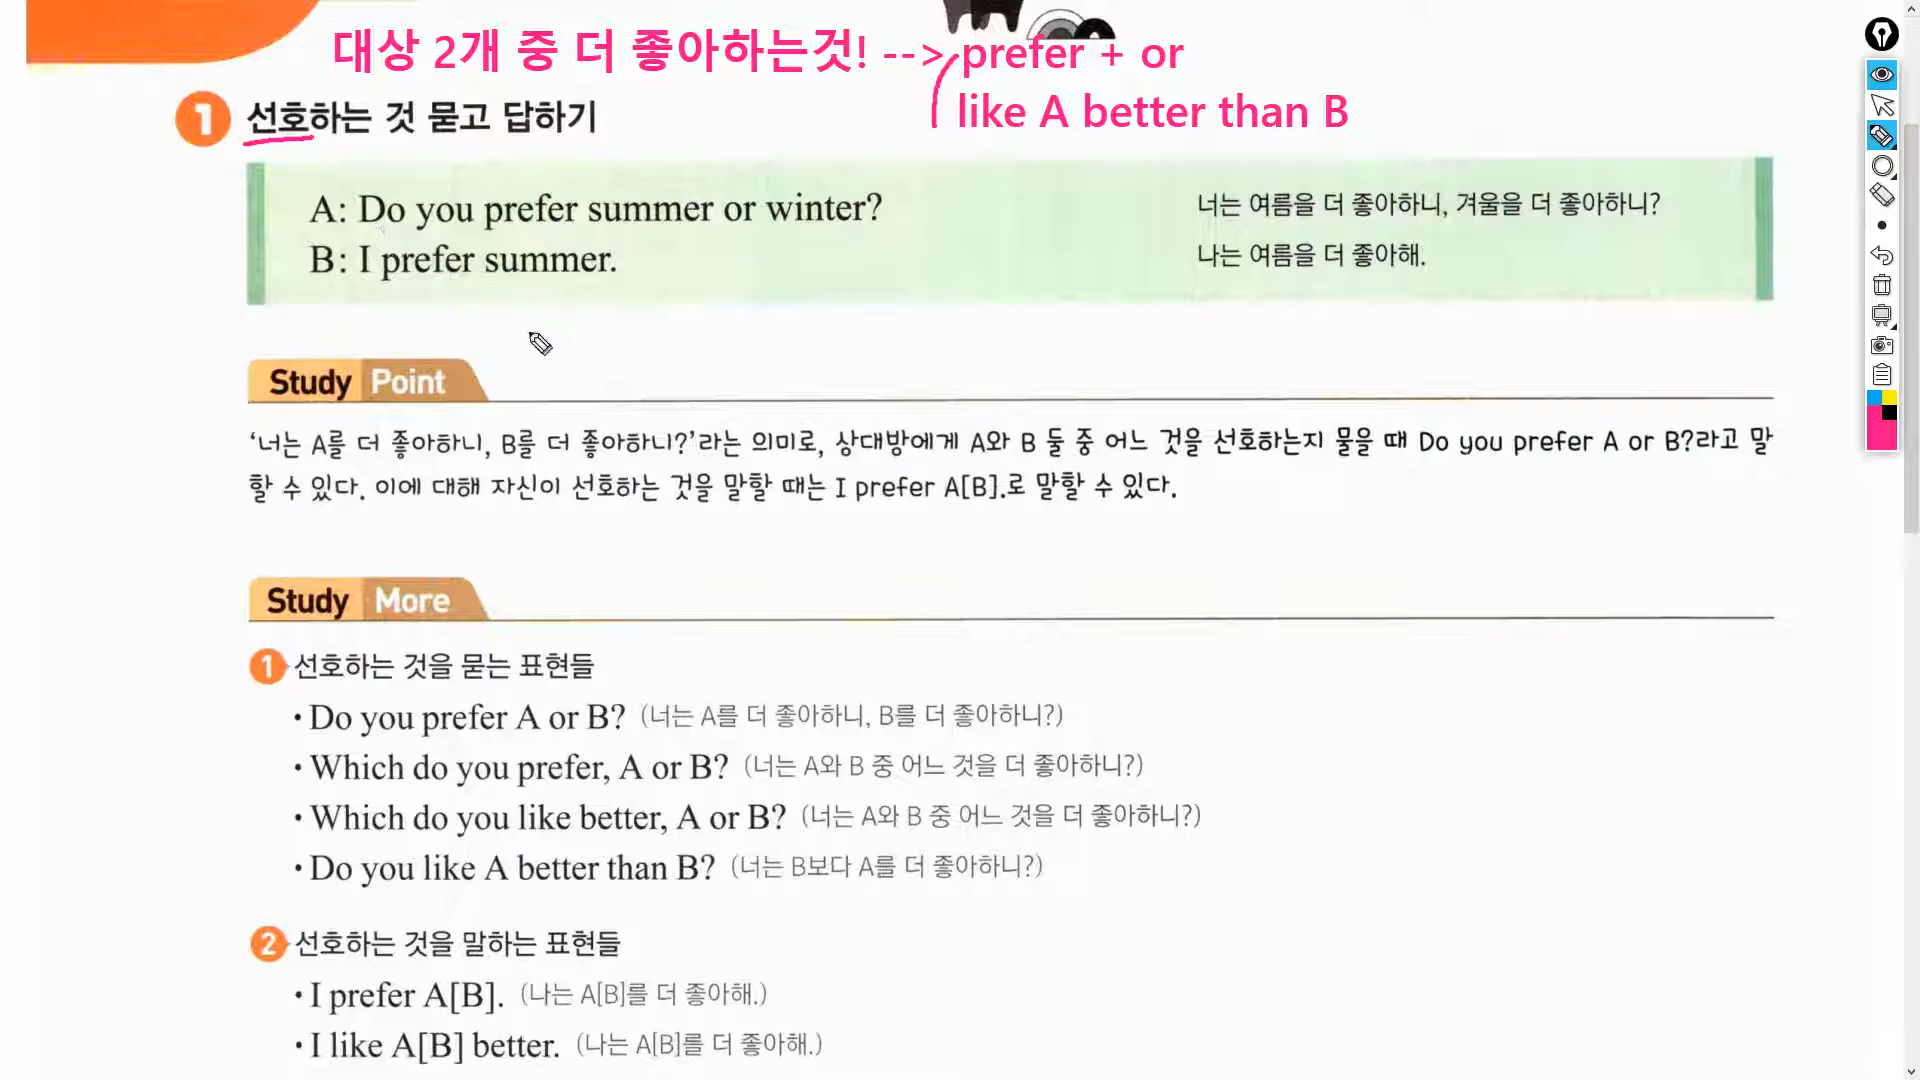 대상 2개 중 더 좋아하는것! --> prefer + or
like A better than B
1 선호하는 것 묻고 답하기
A: Do you prefer summer or winter? 너는 여름을 더 좋아하니, 겨울을 더 좋아하니?
B: I prefer summer. 나는 여름을 더 좋아해.
Study Point
‘너는 A를 더 좋아하니, B를 더 좋아하니?’라는 의미로, 상대방에게 A와 B 둘 중 어느 것을 선호하는지 물을 때 Do you prefer A or B?라고 말
할 수 있다. 이에 대해 자신이 선호하는 것을 말할 때는 I prefer A[B].로 말할 수 있다.
Study More
1 선호하는 것을 묻는 표현들
• Do you prefer A or B? (너는 A를 더 좋아하니, B를 더 좋아하니?)
• Which do you prefer, A or B? (너는 A와 B 중 어느 것을 더 좋아하니?)
• Which do you like better, A or B? (너는 A와 B 중 어느 것을 더 좋아하니?)
• Do you like A better than B? (너는 B보다 A를 더 좋아하니?)
2 선호하는 것을 말하는 표현들
• I prefer A[B]. (나는 A[B]를 더 좋아해.)
• I like A[B] better. (나는 A[B]를 더 좋아해.)